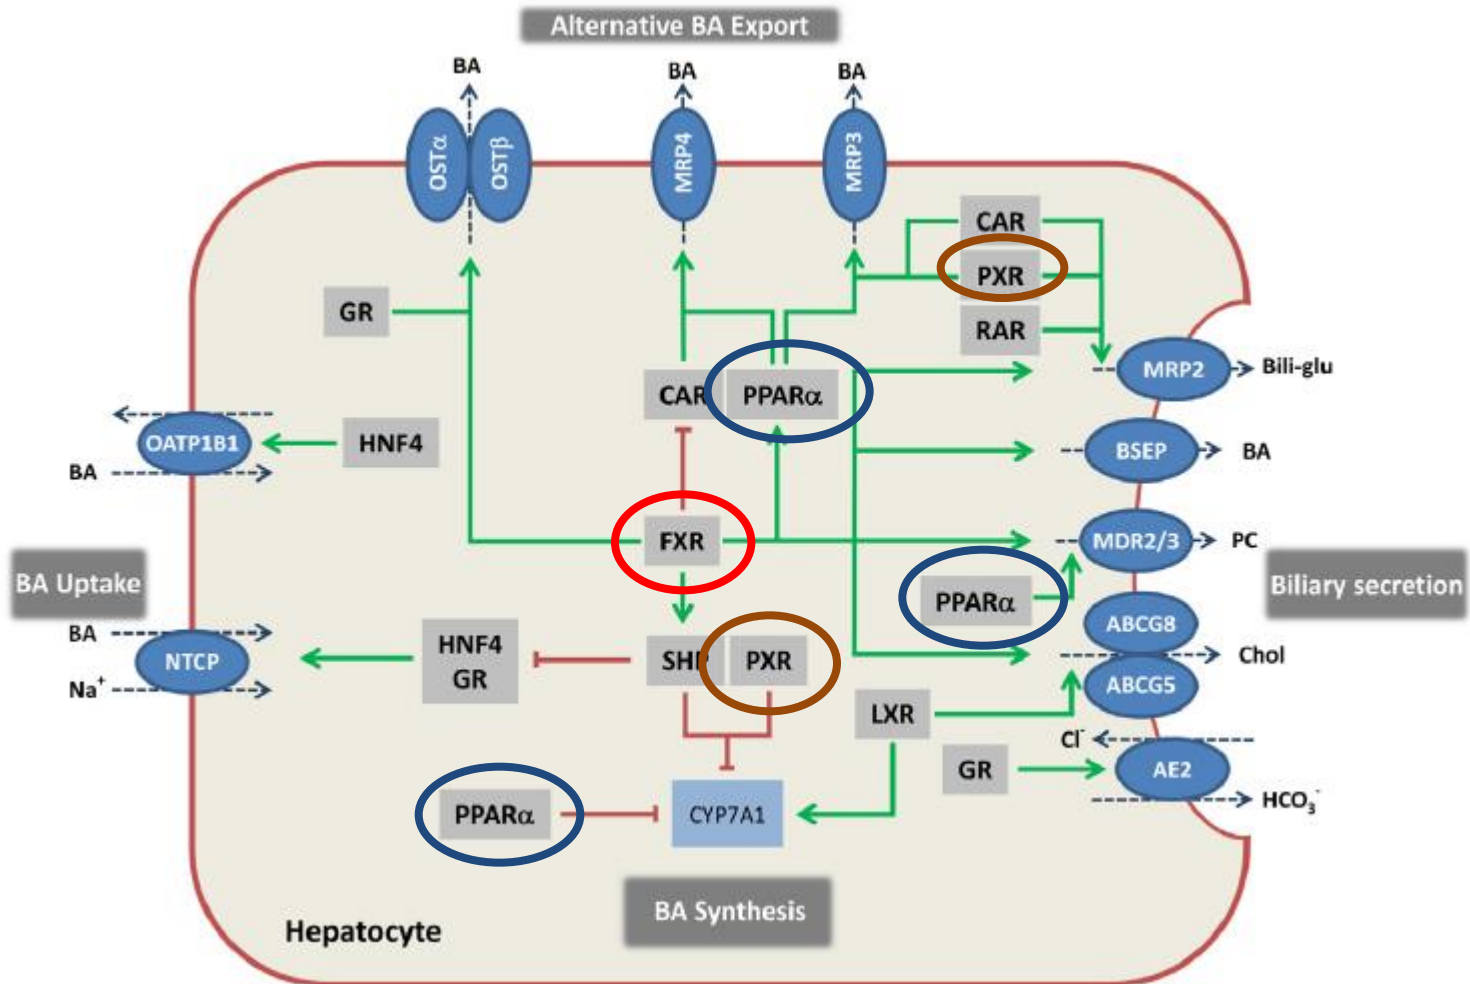 Alternative BA Export
BA
BA
BA
OSTα
OSTβ
MRP4
MRP3
CAR
PXR
RAR
GR
MRP2
Bili-glu
CAR
PPARα
OATP1B1
HNF4
BA
BSEP
BA
FXR
MDR2/3
PC
BA Uptake
PPARα
Biliary secretion
BA
NTCP
Na⁺
HNF4
GR
SHP
PXR
ABCG8
Chol
ABCG5
LXR
Cl⁻
GR
AE2
HCO₃⁻
PPARα
CYP7A1
BA Synthesis
Hepatocyte